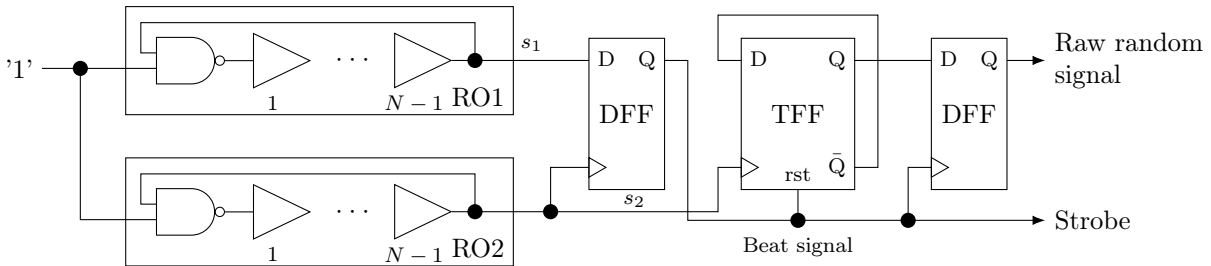 '1'
1
· · ·
N − 1
RO1
s1
D Q
DFF
D Q
TFF
Q̄
rst
D Q
DFF
Raw random
signal
1
· · ·
N − 1
RO2
s2
Beat signal
Strobe